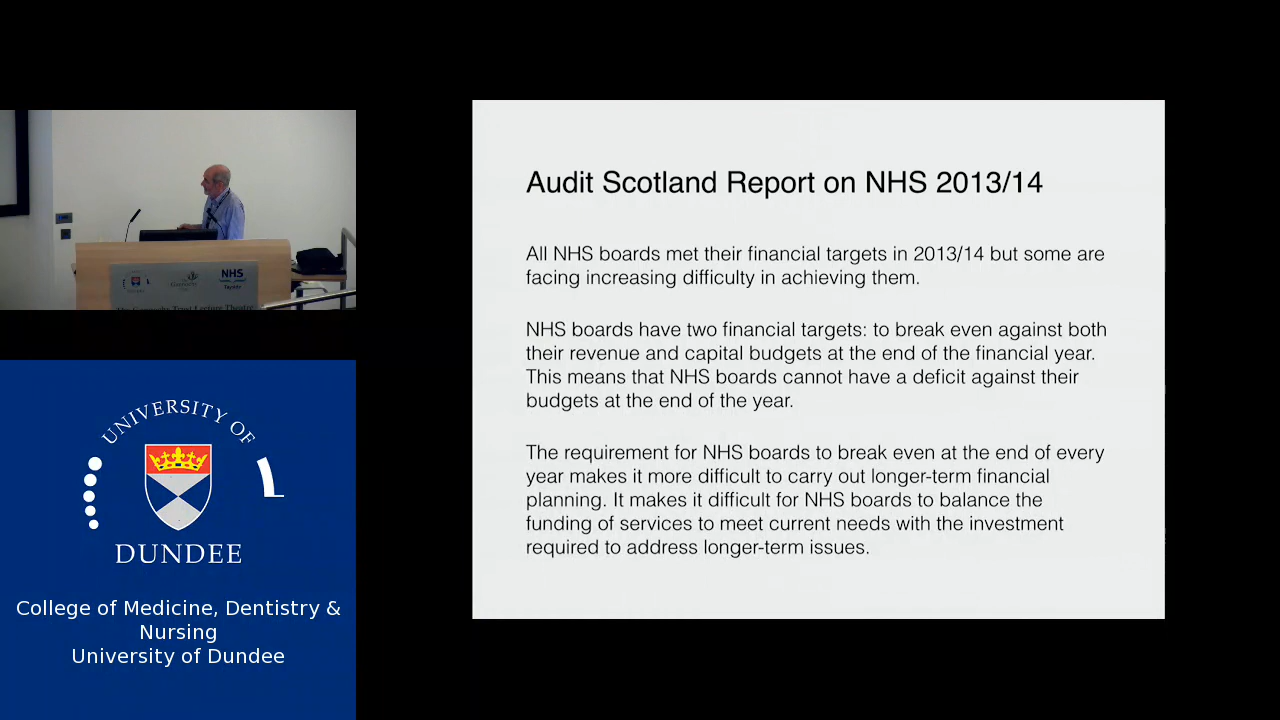 Audit Scotland Report on NHS 2013/14
All NHS boards met their financial targets in 2013/14 but some are
facing increasing difficulty in achieving them.
NHS boards have two financial targets: to break even against both
their revenue and capital budgets at the end of the financial year.
This means that NHS boards cannot have a deficit against their
budgets at the end of the year.
The requirement for NHS boards to break even at the end of every
year makes it more difficult to carry out longer-term financial
planning. It makes it difficult for NHS boards to balance the
funding of services to meet current needs with the investment
required to address longer-term issues.
NHS
Tayside
Trust Lecture Theatre
UNIVERSITY OF
DUNDEE
College of Medicine, Dentistry &
Nursing
University of Dundee